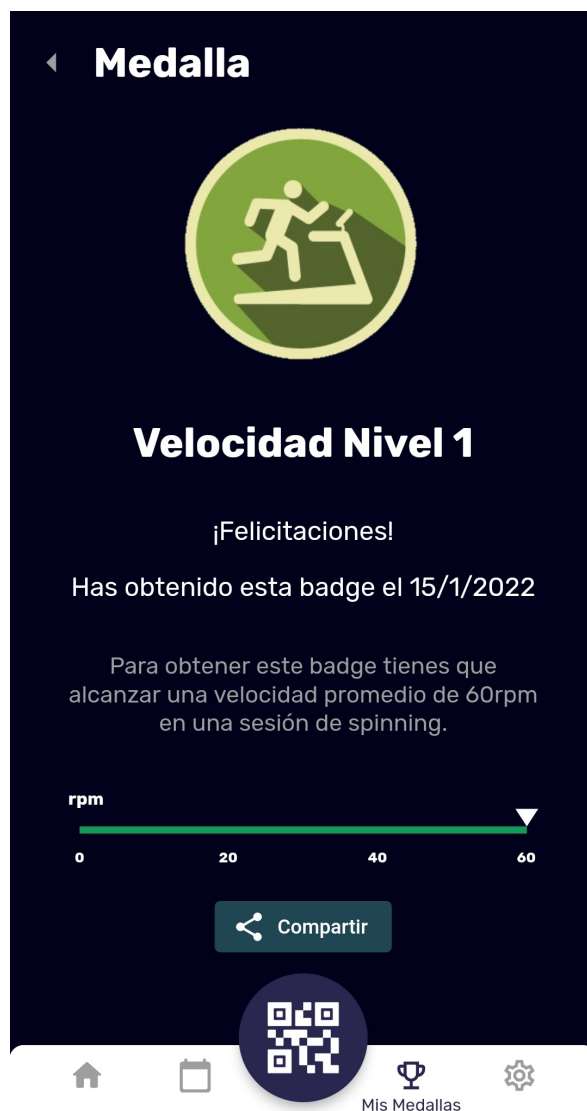 Medalla
Velocidad Nivel 1
¡Felicitaciones!
Has obtenido esta badge el 15/1/2022
Para obtener este badge tienes que
alcanzar una velocidad promedio de 60rpm
en una sesión de spinning.
rpm
0 20 40 60
Compartir
Mis Medallas